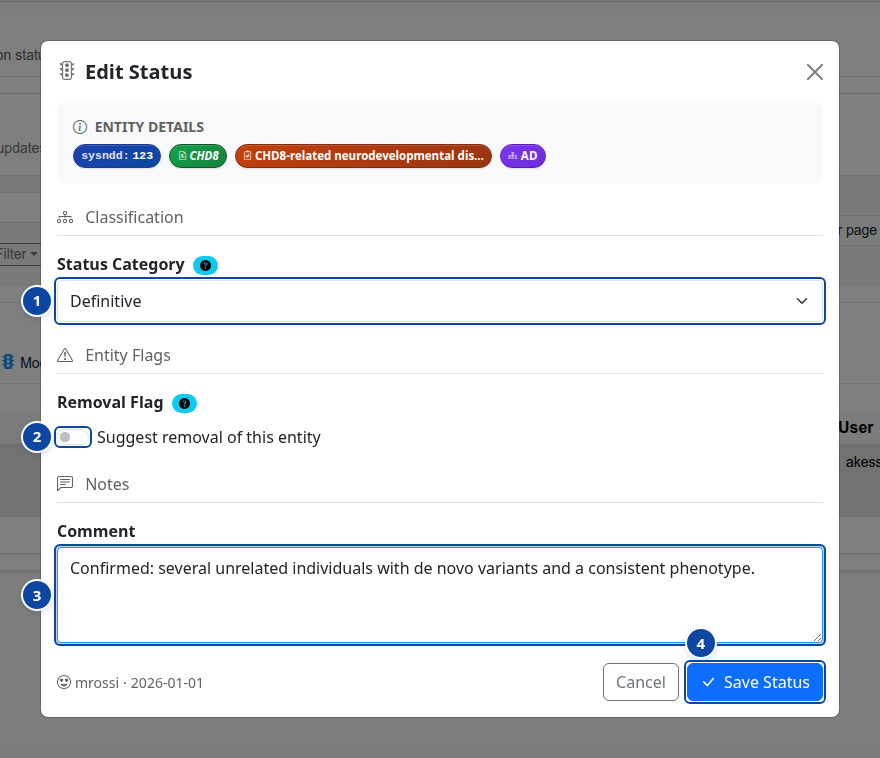 on statu
Edit Status
ENTITY DETAILS
updates
sysndd: 123 CHD8 CHD8-related neurodevelopmental dis... AD
Classification
r page
Filter
Status Category ?
1 Definitive
Entity Flags
Mod
Removal Flag ?
User
2 Suggest removal of this entity
akess
Notes
Comment
3 Confirmed: several unrelated individuals with de novo variants and a consistent phenotype.
4
mrossi · 2026-01-01 Cancel Save Status